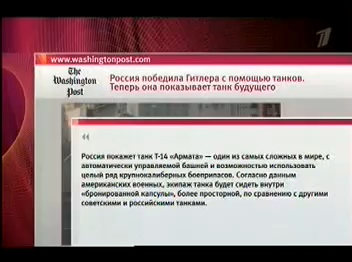 www.washingtonpost.com
The
Washington
Post
Россия победила Гитлера с помощью танков.
Теперь она показывает танк будущего
“
Россия покажет танк Т-14 «Армата» — один из самых сложных в мире, с
автоматически управляемой башней и возможностью использовать
целый ряд крупнокалиберных боеприпасов. Согласно данным
американских военных, экипаж танка будет сидеть внутри
«бронированной капсулы», более просторной, по сравнению с другими
советскими и российскими танками.